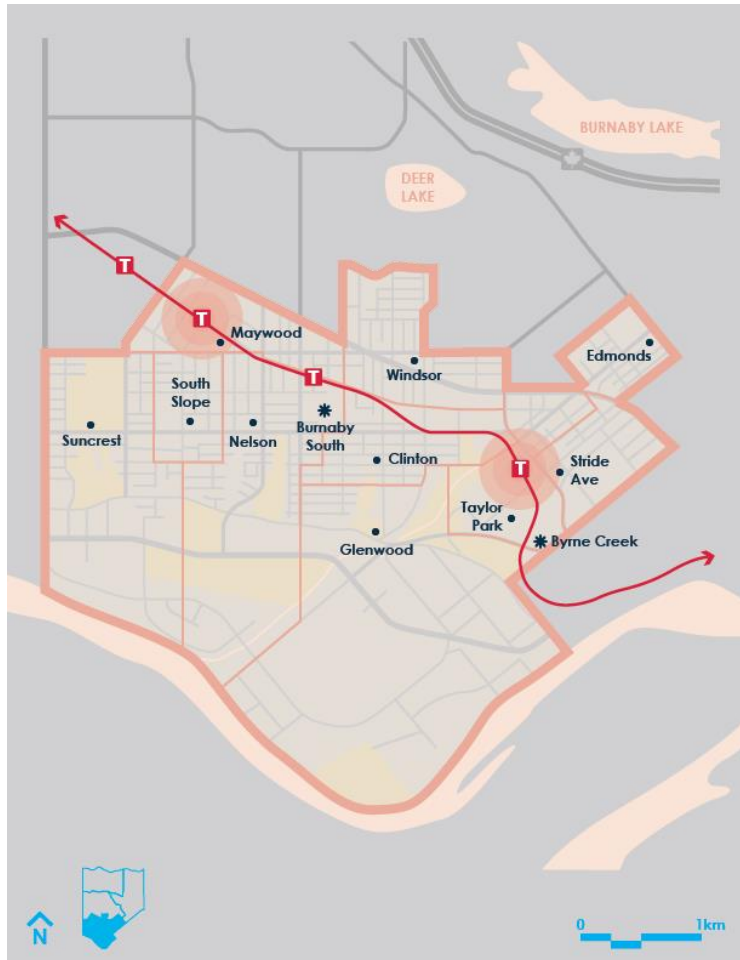 BURNABY LAKE
DEER
LAKE
T
T
Maywood
Edmonds
Windsor
T
South
Slope
Suncrest
Nelson
Burnaby
South
Clinton
T
Stride
Ave
Taylor
Park
Glenwood
Byrne Creek
N
0 1km